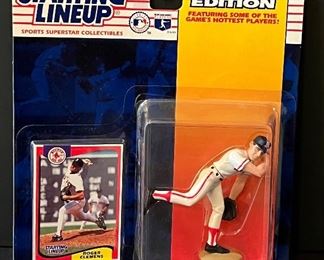 STARTING
LINEUP
SPORTS SUPERSTAR COLLECTIBLES
EDITION
FEATURING SOME OF THE
GAME'S HOTTEST PLAYERS!
STARTING
LINEUP
ROGER
CLEMENS